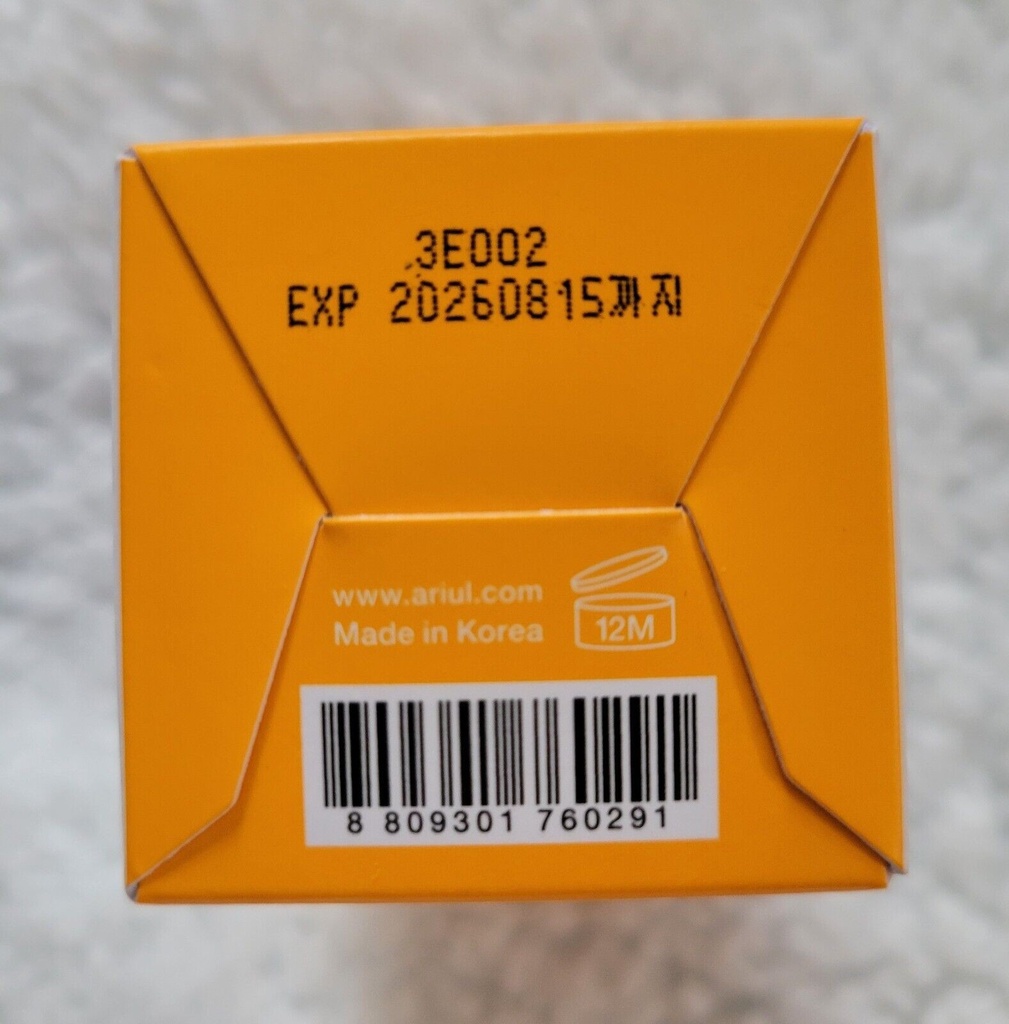 3E002
EXP 20260815까지
www.ariul.com
Made in Korea
12M
8 809301 760291